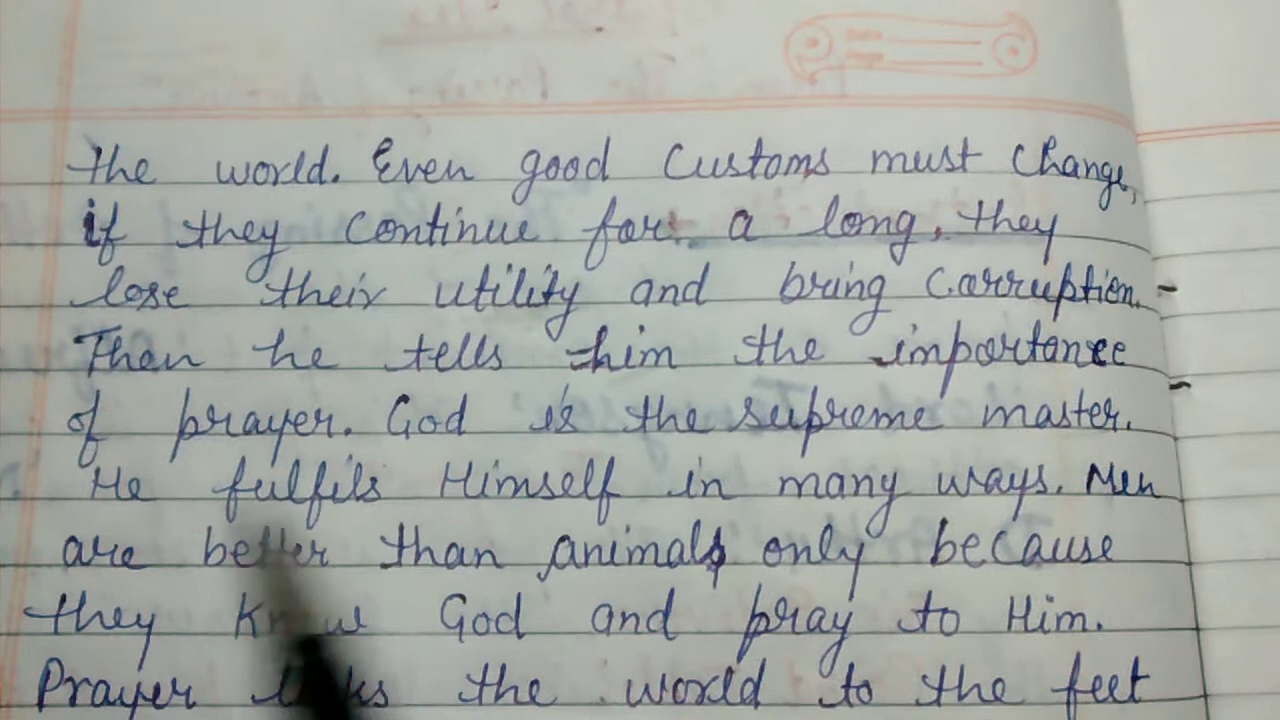 the world. Even good Customs must Change,
if they Continue for a long, they
lose their utility and bring Corruption.
Then he tells him the importance
of prayer. God is the supreme master.
He fulfils Himself in many ways. Men
are better than animals only because
they know God and pray to Him.
Prayer the world to the feet